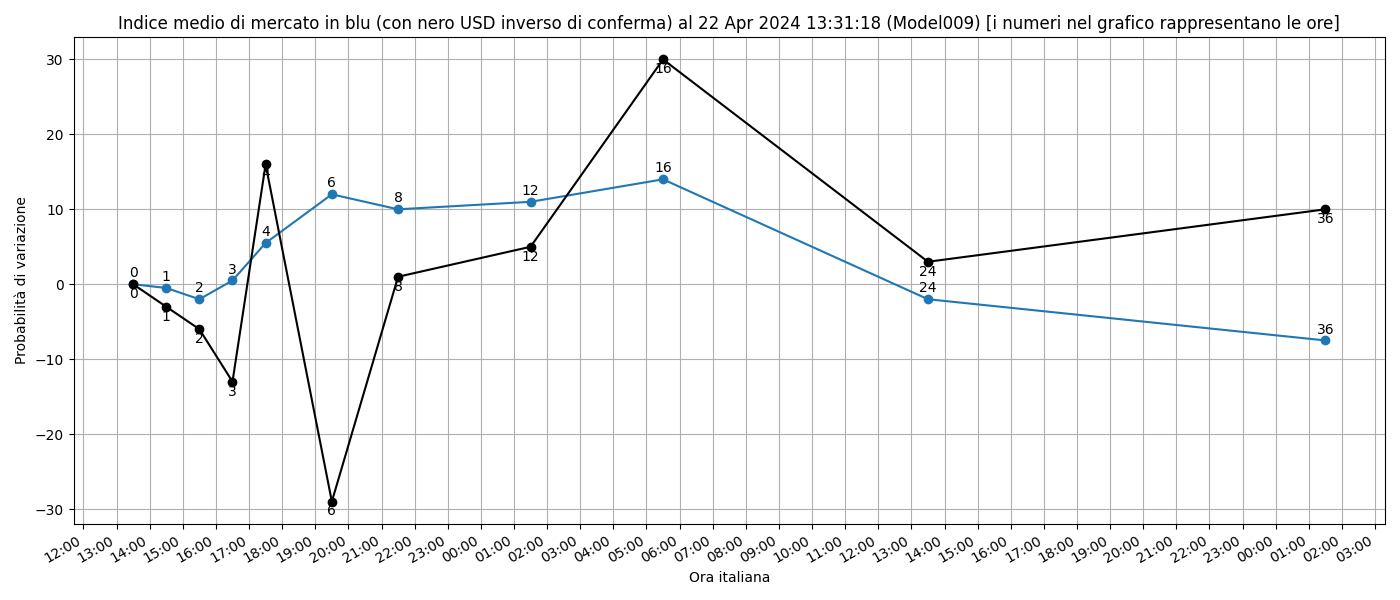 Indice medio di mercato in blu (con nero USD inverso di conferma) al 22 Apr 2024 13:31:18 (Model009) [i numeri nel grafico rappresentano le ore]
Probabilità di variazione
30
20
10
0
−10
−20
−30
0 1 2 3 4 6 8 12 16 24 36
0 1 2 3 4 6 8 12 16 24 36
12:00 13:00 14:00 15:00 16:00 17:00 18:00 19:00 20:00 21:00 22:00 23:00 00:00 01:00 02:00 03:00 04:00 05:00 06:00 07:00 08:00 09:00 10:00 11:00 12:00 13:00 14:00 15:00 16:00 17:00 18:00 19:00 20:00 21:00 22:00 23:00 00:00 01:00 02:00 03:00
Ora italiana